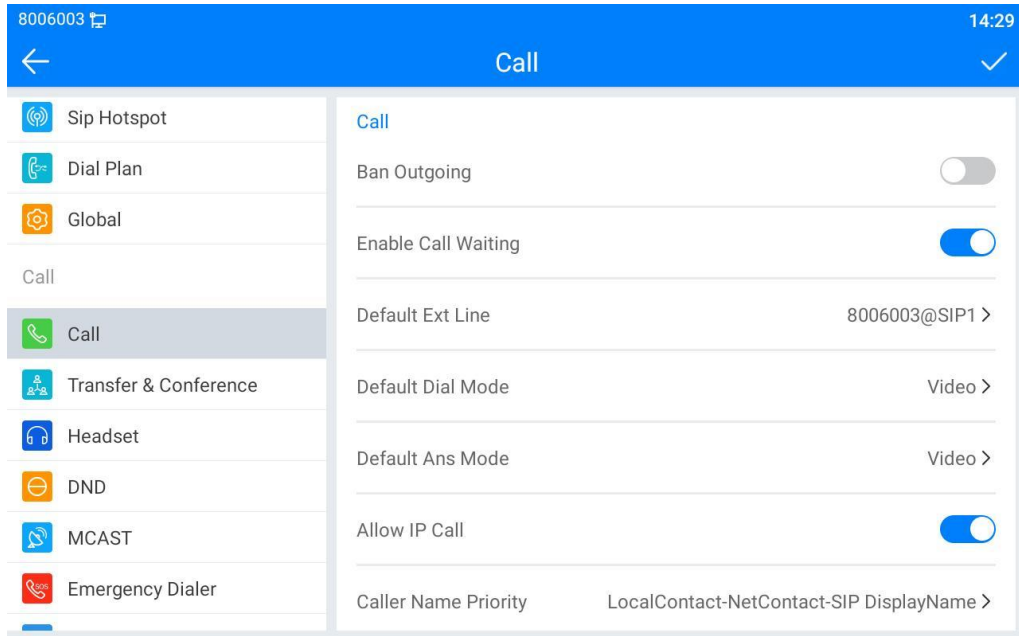 8006003
14:29
Call
Sip Hotspot
Dial Plan
Global
Call
Call
Transfer & Conference
Headset
DND
MCAST
SOS
Emergency Dialer
Call
Ban Outgoing
Enable Call Waiting
Default Ext Line 8006003@SIP1
Default Dial Mode Video
Default Ans Mode Video
Allow IP Call
Caller Name Priority LocalContact-NetContact-SIP DisplayName